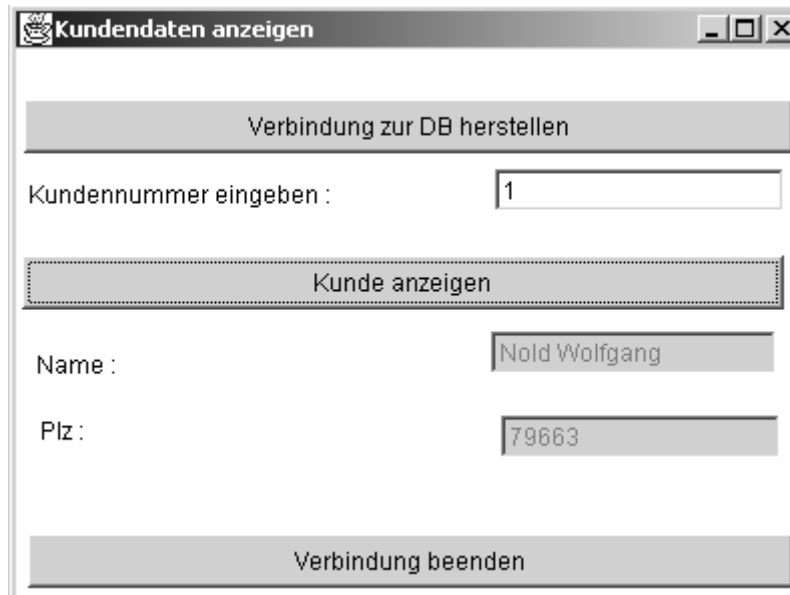 Kundendaten anzeigen
Verbindung zur DB herstellen
Kundennummer eingeben : 1
Kunde anzeigen
Name : Nold Wolfgang
Plz : 79663
Verbindung beenden